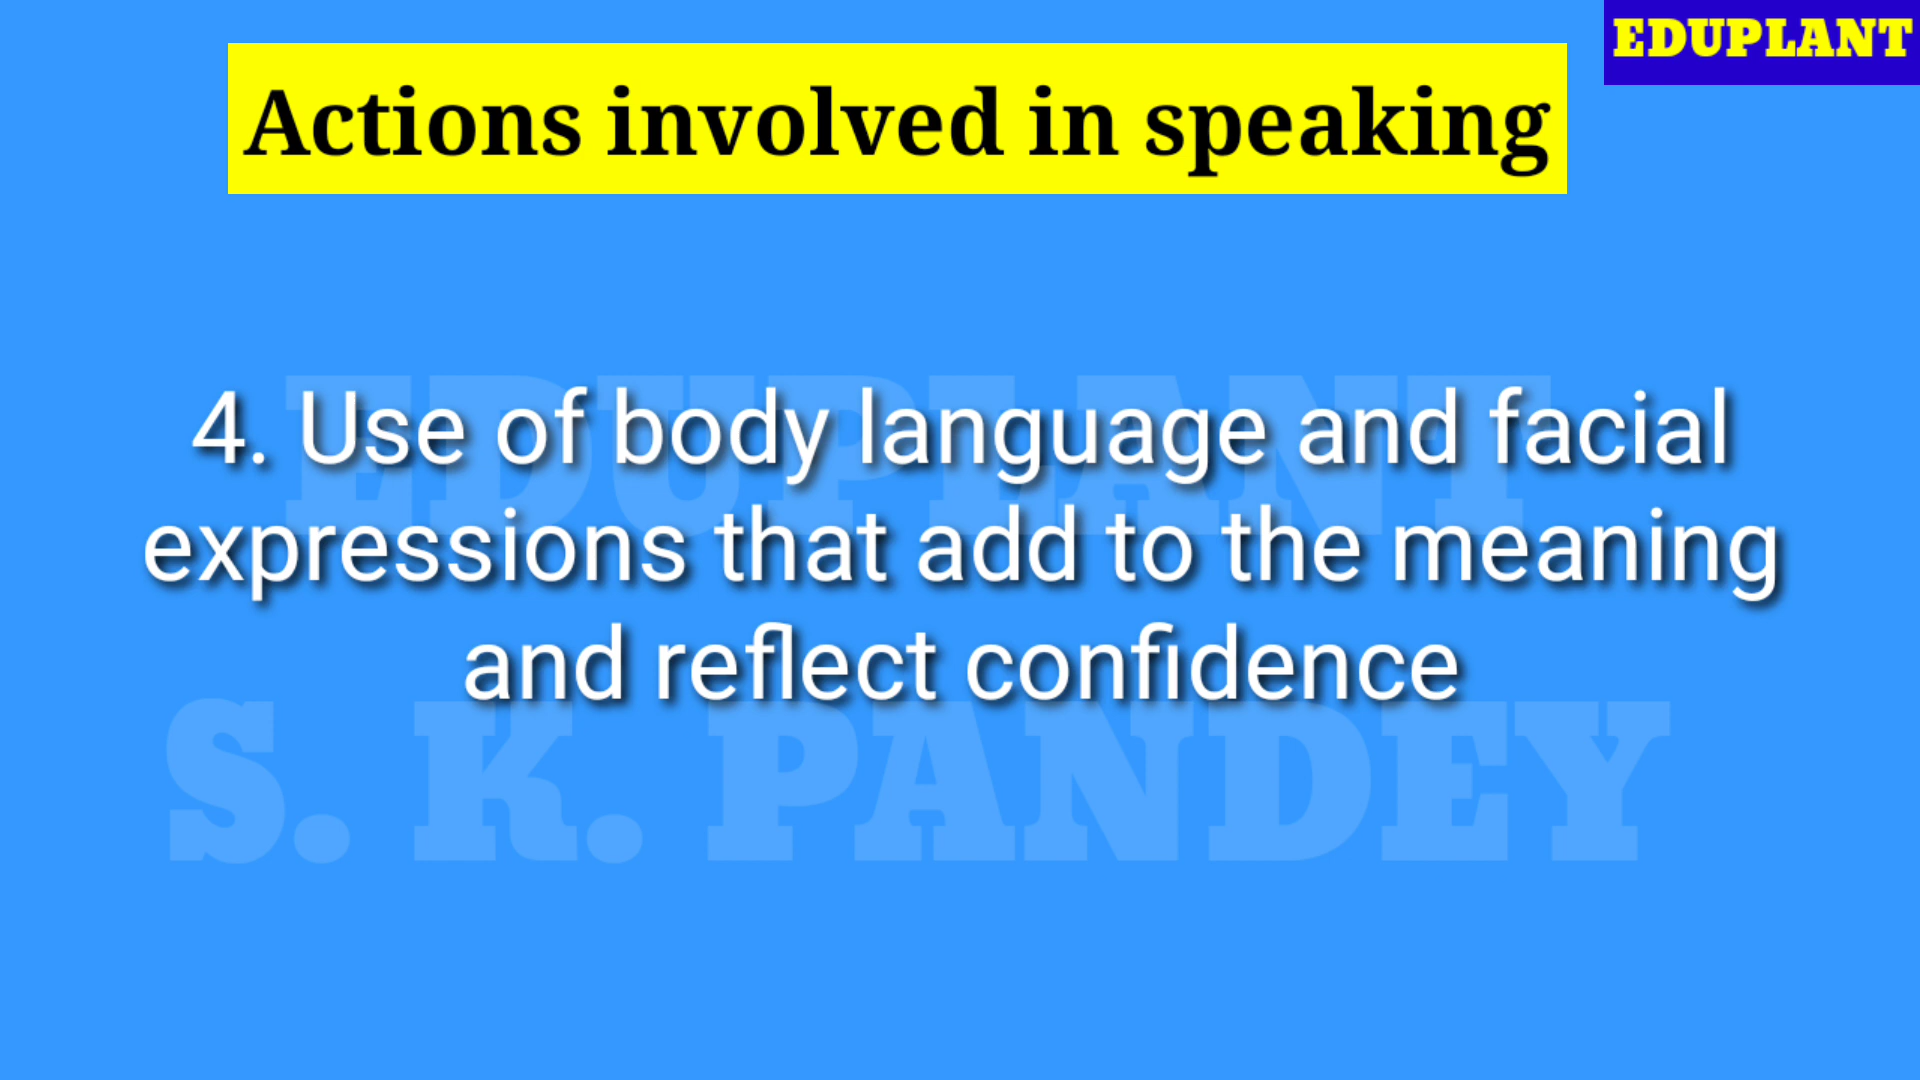 EDUPLANT
Actions involved in speaking
EDUPLANT
4. Use of body language and facial
expressions that add to the meaning
and reflect confidence
S. K. PANDEY